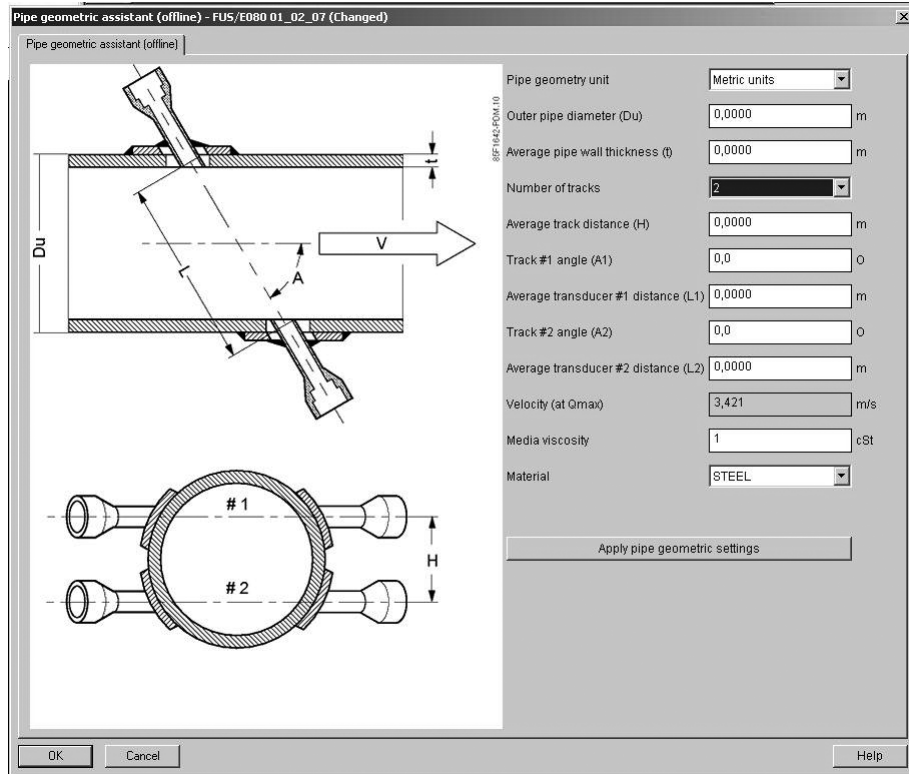 Pipe geometric assistant (offline) - FUS/E080 01_02_07 (Changed)
Pipe geometric assistant (offline)
85F1642-PDM.10
t
Du
L
A
V
# 1
# 2
H
Pipe geometry unit Metric units
Outer pipe diameter (Du) 0,0000 m
Average pipe wall thickness (t) 0,0000 m
Number of tracks 2
Average track distance (H) 0,0000 m
Track #1 angle (A1) 0,0 O
Average transducer #1 distance (L1) 0,0000 m
Track #2 angle (A2) 0,0 O
Average transducer #2 distance (L2) 0,0000 m
Velocity (at Qmax) 3,421 m/s
Media viscosity 1 cSt
Material STEEL
Apply pipe geometric settings
OK Cancel Help